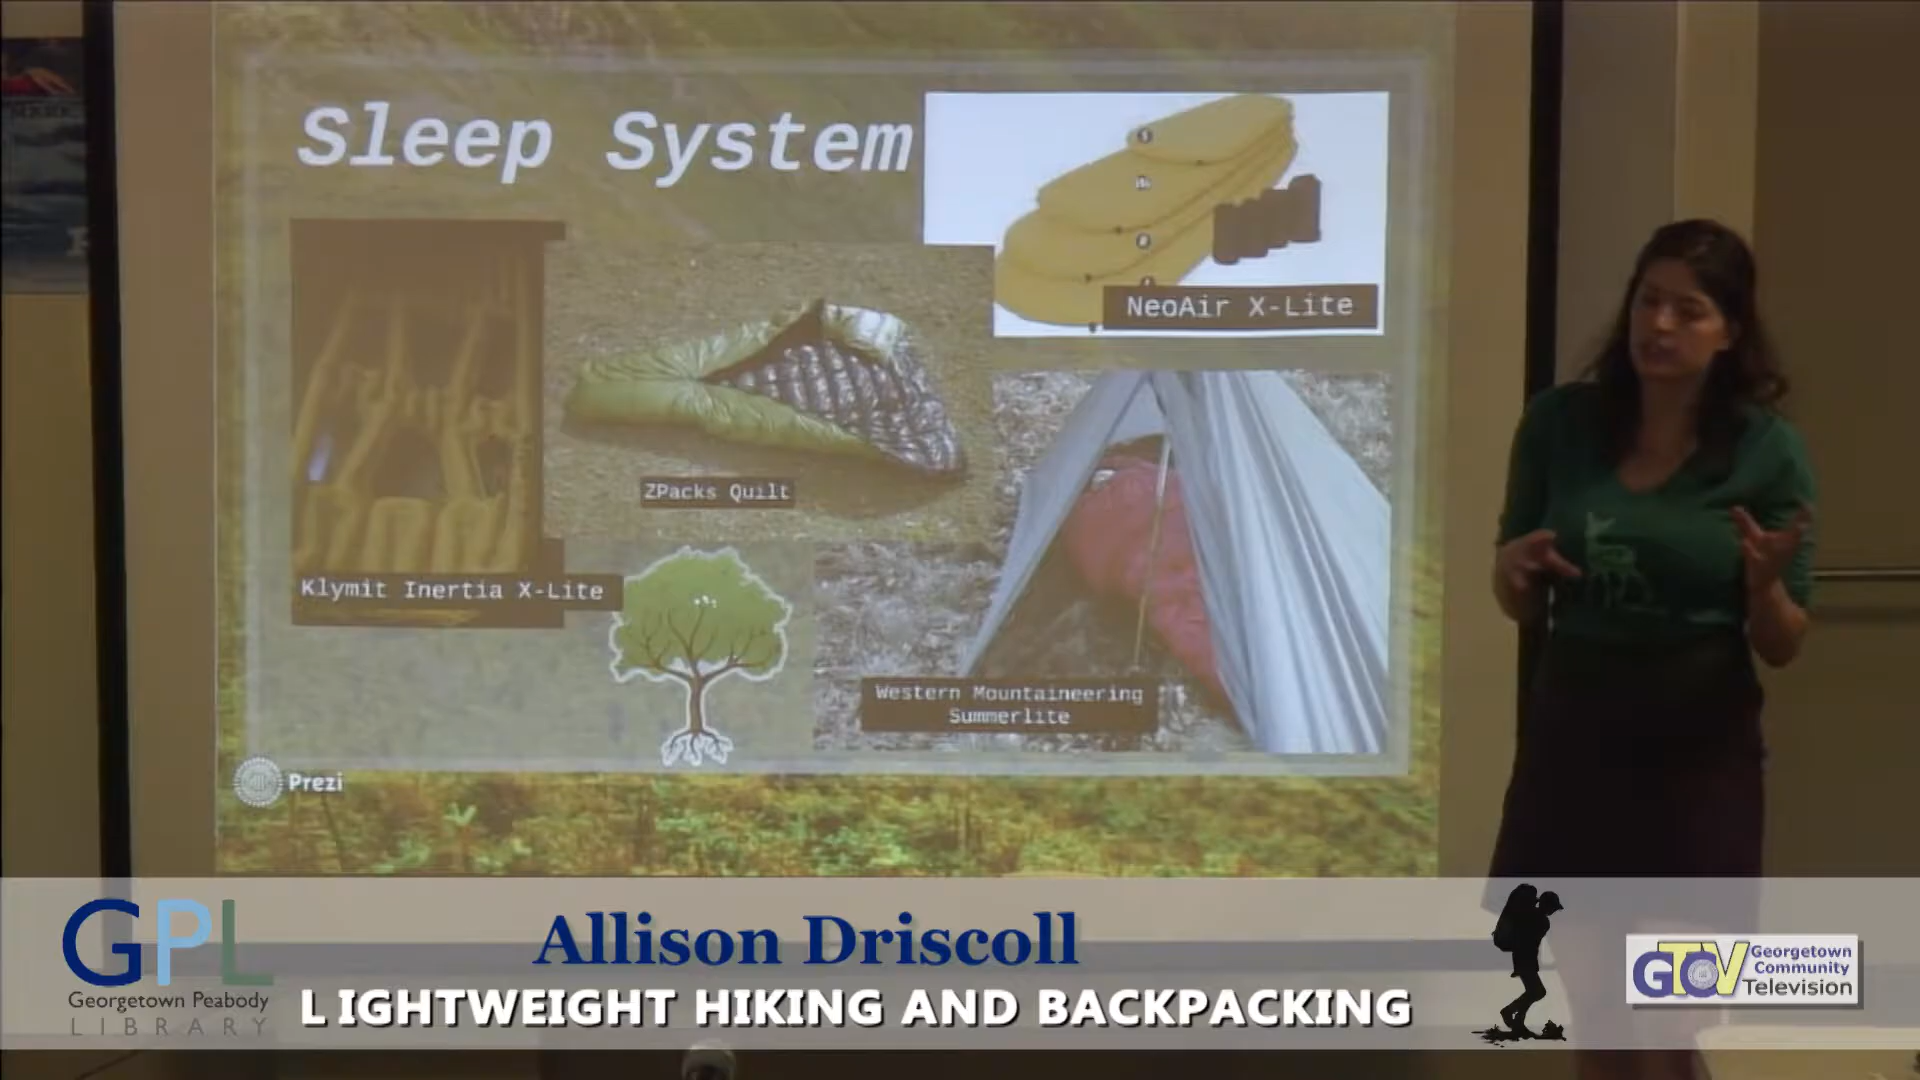 Sleep System
NeoAir X-Lite
ZPacks Quilt
Klymit Inertia X-Lite
Western Mountaineering
Summerlite
Prezi
GPL
Georgetown Peabody
LIBRARY
Allison Driscoll
LIGHTWEIGHT HIKING AND BACKPACKING
GTOV
Georgetown
Community
Television